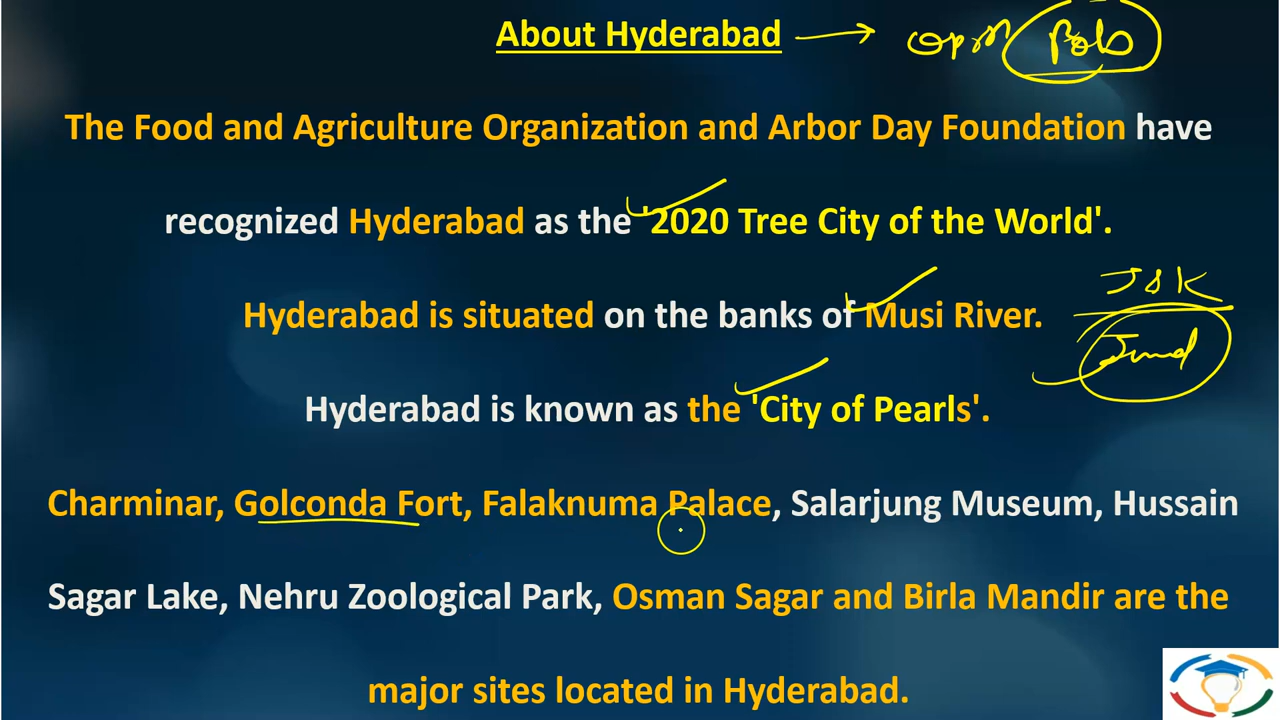 About Hyderabad
The Food and Agriculture Organization and Arbor Day Foundation have
recognized Hyderabad as the '2020 Tree City of the World'.
Hyderabad is situated on the banks of Musi River.
J&K
Hyderabad is known as the 'City of Pearls'.
Charminar, Golconda Fort, Falaknuma Palace, Salarjung Museum, Hussain
Sagar Lake, Nehru Zoological Park, Osman Sagar and Birla Mandir are the
major sites located in Hyderabad.